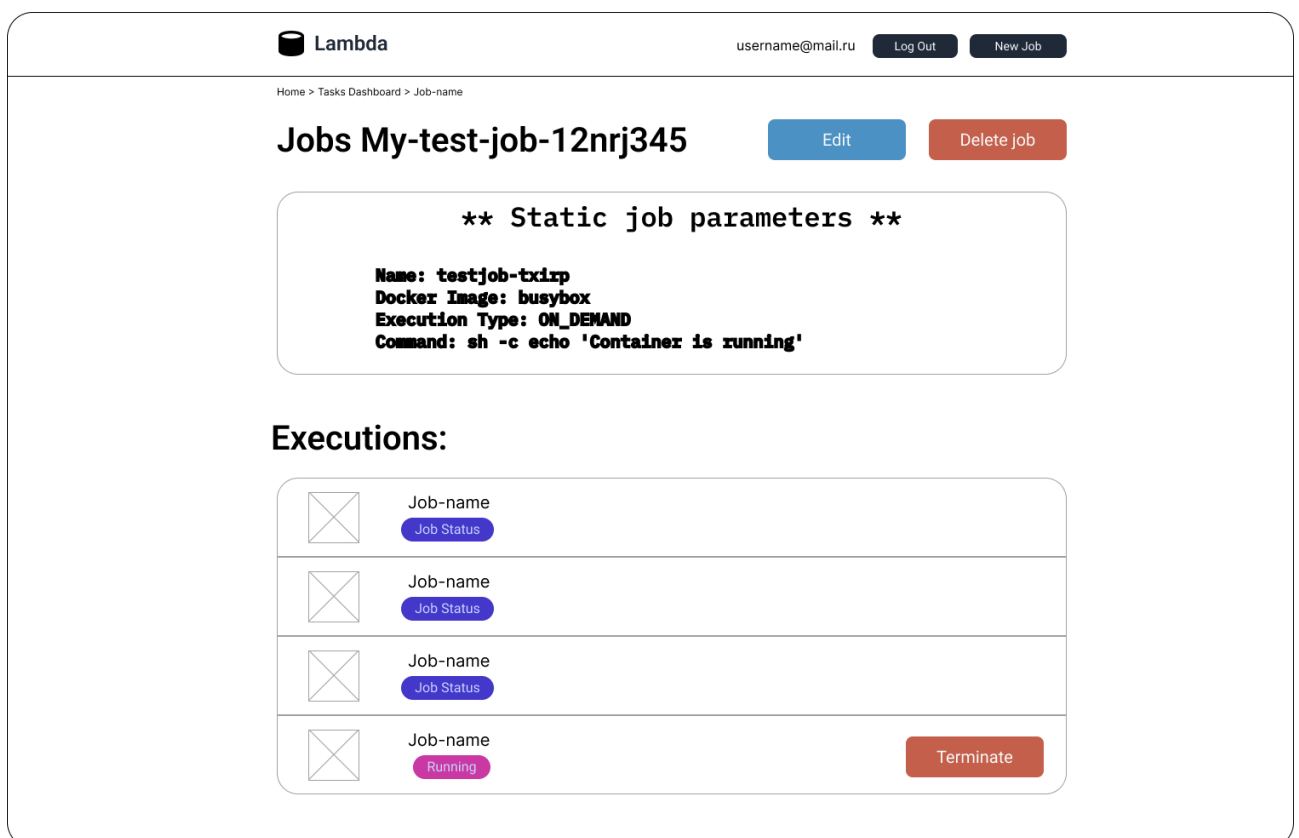 Lambda
username@mail.ru
Log Out
New Job
Home > Tasks Dashboard > Job-name
Jobs My-test-job-12nrj345
Edit
Delete job
** Static job parameters **
Name: testjob-txirp
Docker Image: busybox
Execution Type: ON_DEMAND
Command: sh -c echo 'Container is running'
Executions:
Job-name
Job Status
Job-name
Job Status
Job-name
Job Status
Job-name
Running
Terminate